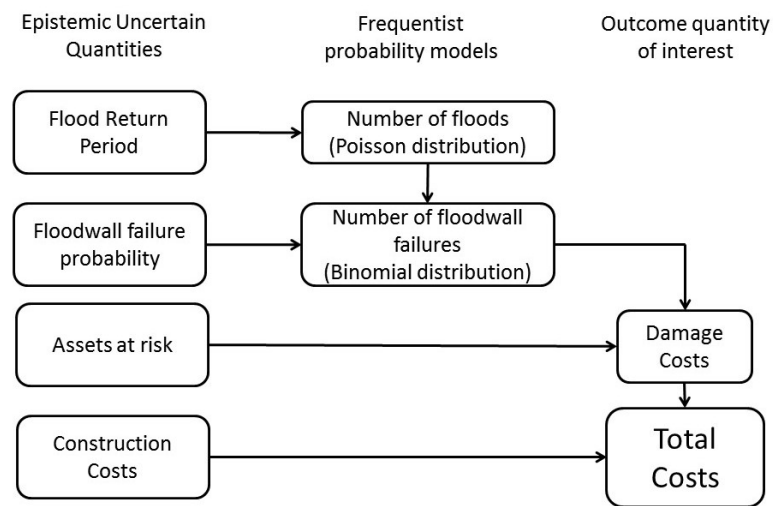 Epistemic Uncertain
Quantities
Frequentist
probability models
Outcome quantity
of interest
Flood Return
Period
Number of floods
(Poisson distribution)
Floodwall failure
probability
Number of floodwall
failures
(Binomial distribution)
Assets at risk
Damage
Costs
Construction
Costs
Total
Costs